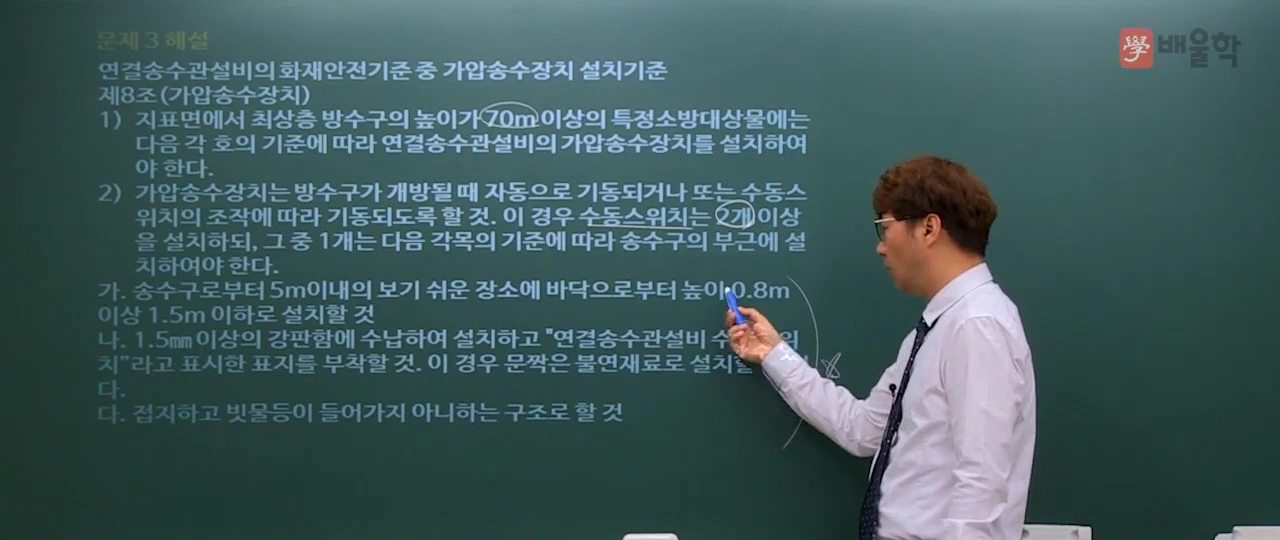 문제 3 해설
學 배울학
연결송수관설비의 화재안전기준 중 가압송수장치 설치기준
제8조(가압송수장치)
1) 지표면에서 최상층 방수구의 높이가 70m 이상의 특정소방대상물에는
다음 각 호의 기준에 따라 연결송수관설비의 가압송수장치를 설치하여
야 한다.
2) 가압송수장치는 방수구가 개방될 때 자동으로 기동되거나 또는 수동스
위치의 조작에 따라 기동되도록 할 것. 이 경우 수동스위치는 2개 이상
을 설치하되, 그 중 1개는 다음 각목의 기준에 따라 송수구의 부근에 설
치하여야 한다.
가. 송수구로부터 5m이내의 보기 쉬운 장소에 바닥으로부터 높이 0.8m
이상 1.5m 이하로 설치할 것
나. 1.5㎜ 이상의 강판함에 수납하여 설치하고 "연결송수관설비 수
치”라고 표시한 표지를 부착할 것. 이 경우 문짝은 불연재료로 설치할
다.
다. 접지하고 빗물등이 들어가지 아니하는 구조로 할 것